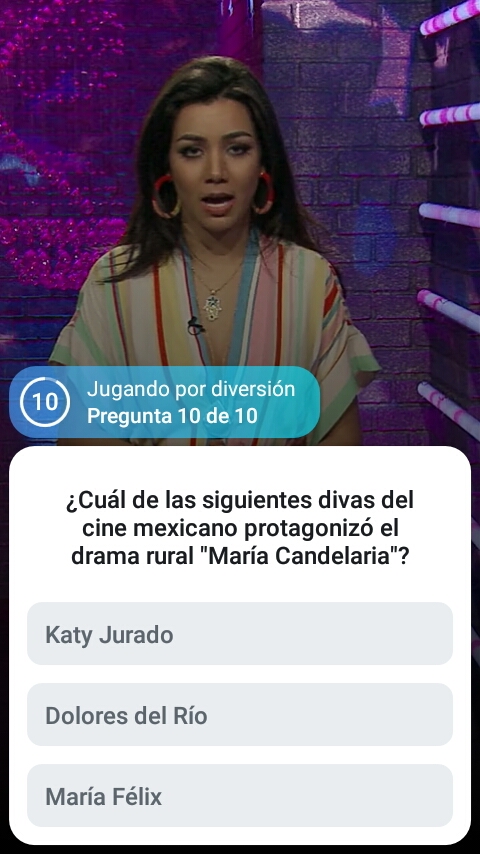 10
Jugando por diversión
Pregunta 10 de 10
¿Cuál de las siguientes divas del
cine mexicano protagonizó el
drama rural "María Candelaria"?
Katy Jurado
Dolores del Río
María Félix